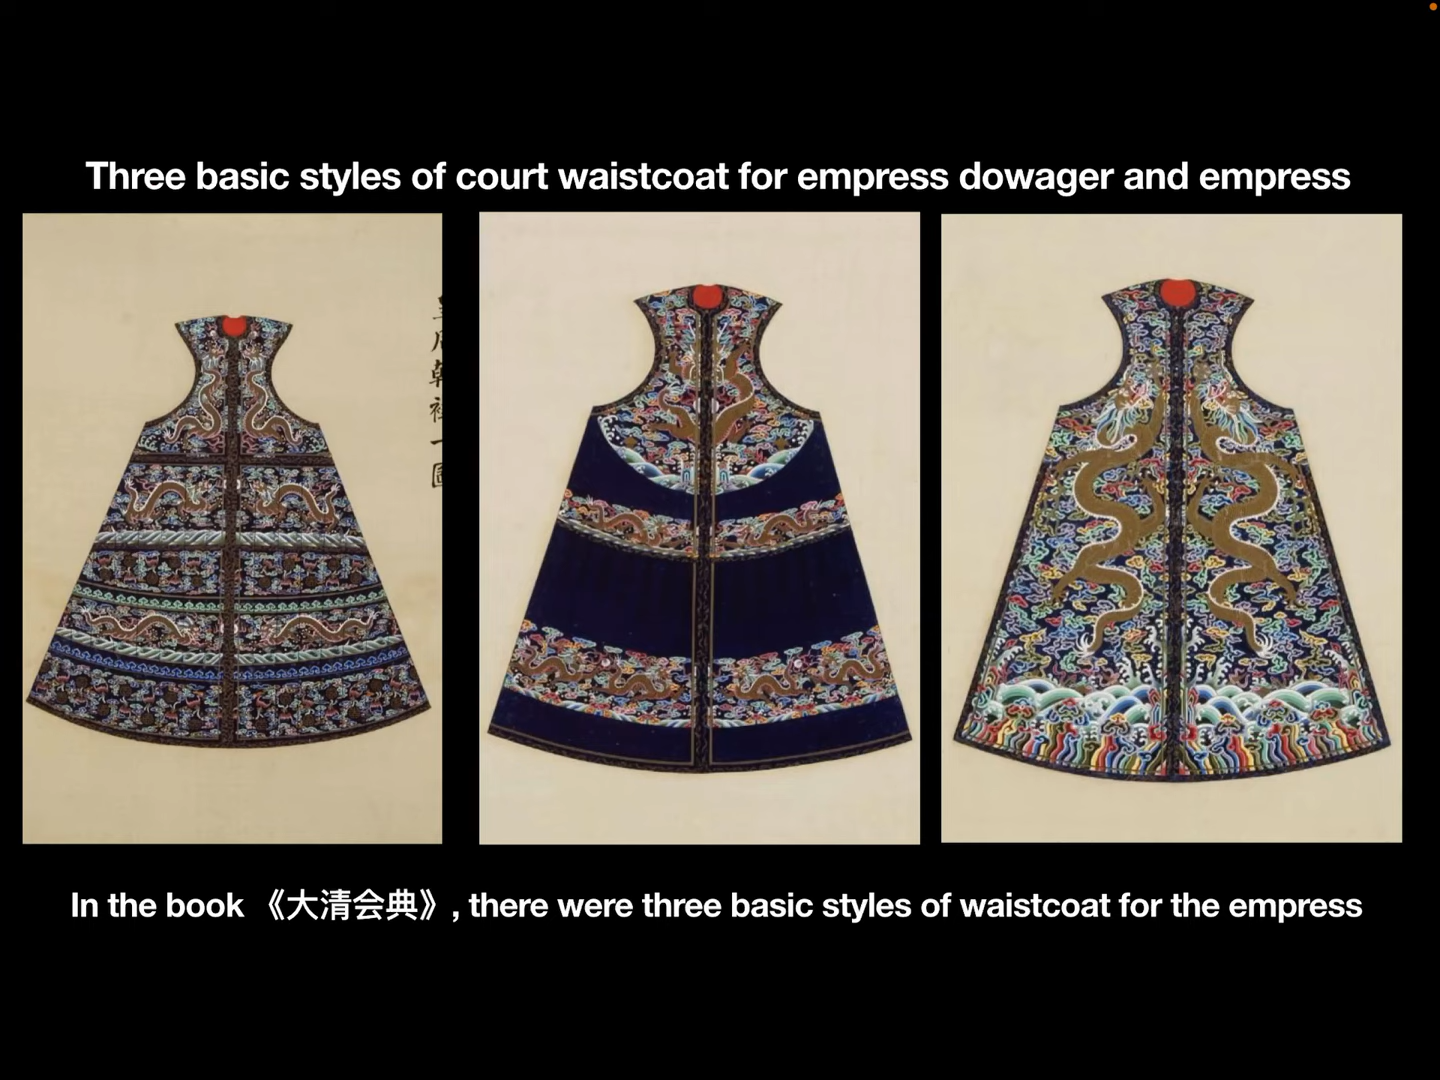 Three basic styles of court waistcoat for empress dowager and empress
In the book 《大清会典》, there were three basic styles of waistcoat for the empress